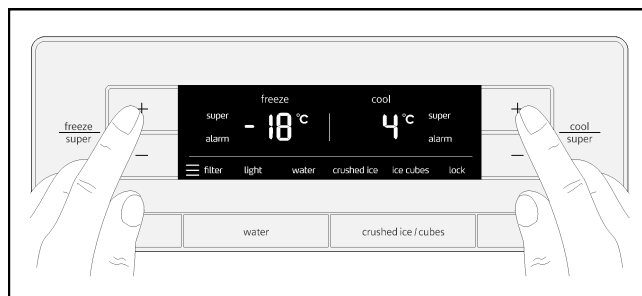 freeze
super
+
−
freeze cool
super - 18 °C 4 °C super
alarm alarm
filter light water crushed ice ice cubes lock
+
−
cool
super
water crushed ice / cubes